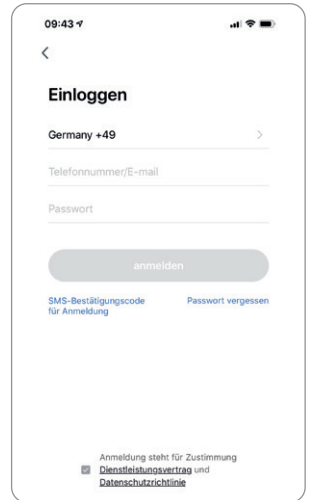 09:43
Einloggen
Germany +49
Telefonnummer/E-mail
Passwort
anmelden
SMS-Bestätigungscode Passwort vergessen
für Anmeldung
Anmeldung steht für Zustimmung
Dienstleistungsvertrag und
Datenschutzrichtlinie